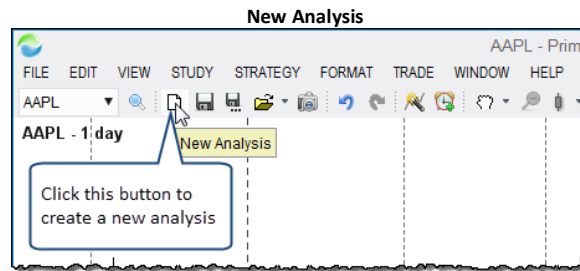 New Analysis
AAPL - Prim
FILE EDIT VIEW STUDY STRATEGY FORMAT TRADE WINDOW HELP
AAPL
AAPL - 1 day
New Analysis
Click this button to
create a new analysis